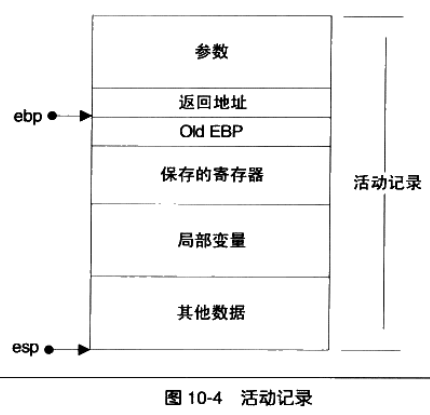 参数
返回地址
ebp
Old EBP
保存的寄存器
活动记录
局部变量
其他数据
esp
图 10-4 活动记录